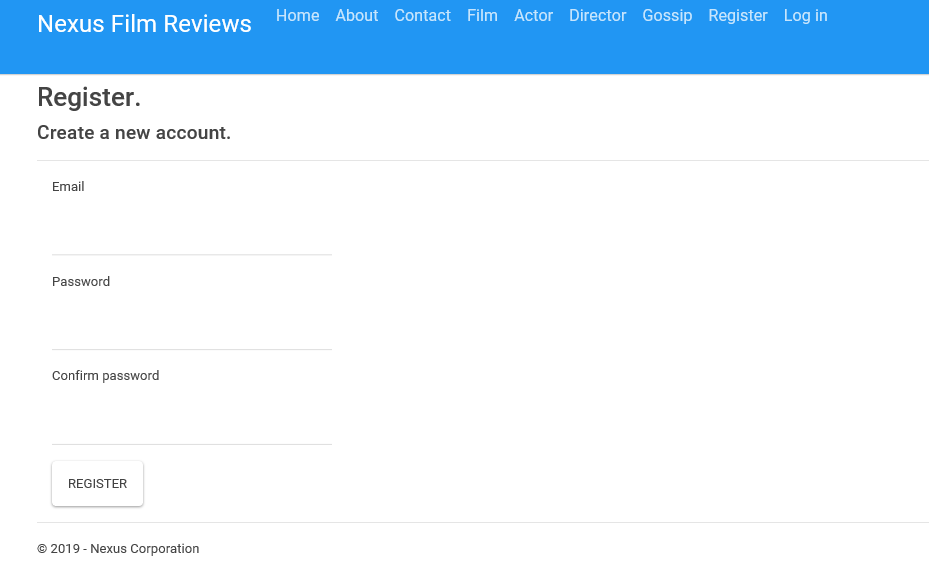 Nexus Film Reviews Home About Contact Film Actor Director Gossip Register Log in
Register.
Create a new account.
Email
Password
Confirm password
REGISTER
© 2019 - Nexus Corporation